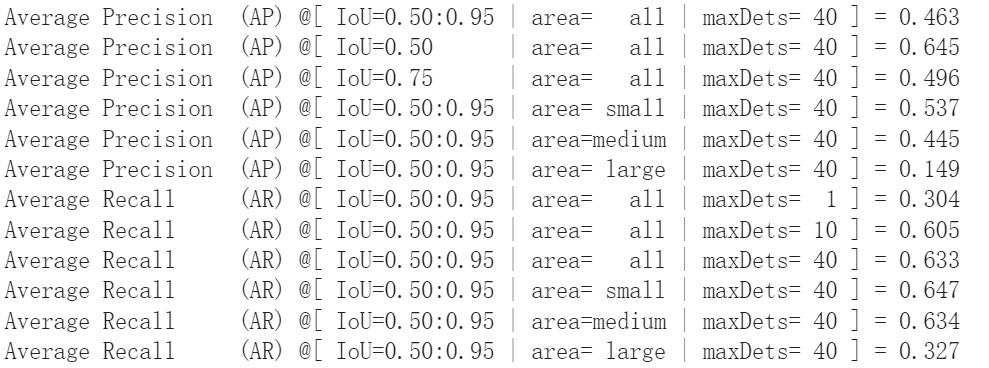 Average Precision  (AP) @[ IoU=0.50:0.95 | area=   all | maxDets= 40 ] = 0.463
Average Precision  (AP) @[ IoU=0.50      | area=   all | maxDets= 40 ] = 0.645
Average Precision  (AP) @[ IoU=0.75      | area=   all | maxDets= 40 ] = 0.496
Average Precision  (AP) @[ IoU=0.50:0.95 | area= small | maxDets= 40 ] = 0.537
Average Precision  (AP) @[ IoU=0.50:0.95 | area=medium | maxDets= 40 ] = 0.445
Average Precision  (AP) @[ IoU=0.50:0.95 | area= large | maxDets= 40 ] = 0.149
Average Recall     (AR) @[ IoU=0.50:0.95 | area=   all | maxDets=  1 ] = 0.304
Average Recall     (AR) @[ IoU=0.50:0.95 | area=   all | maxDets= 10 ] = 0.605
Average Recall     (AR) @[ IoU=0.50:0.95 | area=   all | maxDets= 40 ] = 0.633
Average Recall     (AR) @[ IoU=0.50:0.95 | area= small | maxDets= 40 ] = 0.647
Average Recall     (AR) @[ IoU=0.50:0.95 | area=medium | maxDets= 40 ] = 0.634
Average Recall     (AR) @[ IoU=0.50:0.95 | area= large | maxDets= 40 ] = 0.327